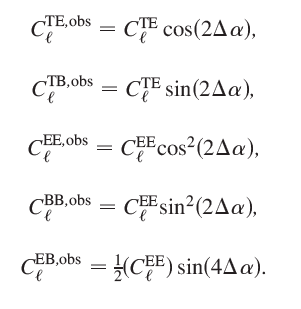 C_ℓ^{TE,obs} = C_ℓ^{TE} cos(2Δα),
C_ℓ^{TB,obs} = C_ℓ^{TE} sin(2Δα),
C_ℓ^{EE,obs} = C_ℓ^{EE} cos²(2Δα),
C_ℓ^{BB,obs} = C_ℓ^{EE} sin²(2Δα),
C_ℓ^{EB,obs} = ½(C_ℓ^{EE}) sin(4Δα).